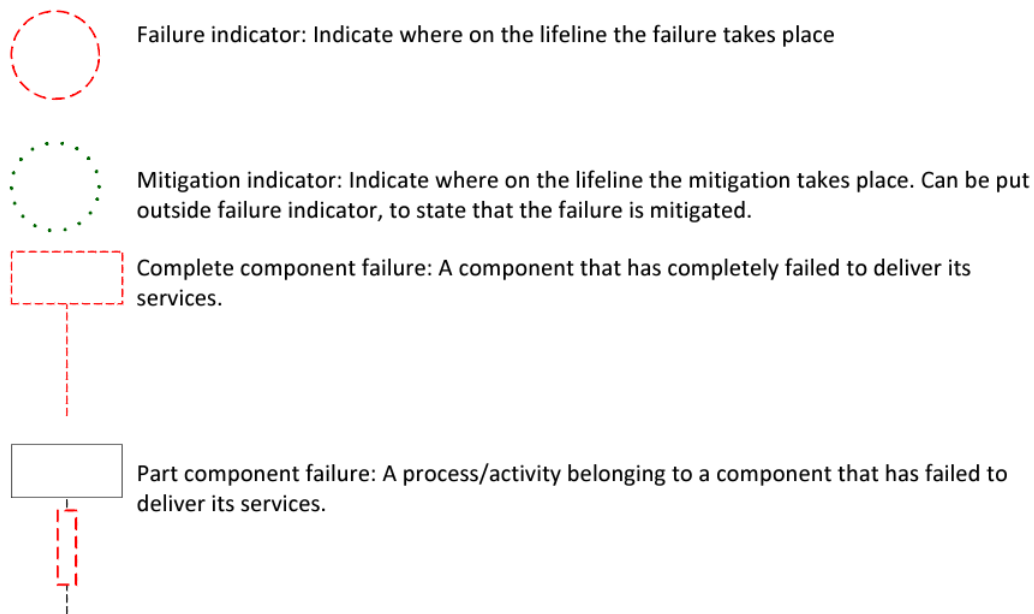 Failure indicator: Indicate where on the lifeline the failure takes place
Mitigation indicator: Indicate where on the lifeline the mitigation takes place. Can be put
outside failure indicator, to state that the failure is mitigated.
Complete component failure: A component that has completely failed to deliver its
services.
Part component failure: A process/activity belonging to a component that has failed to
deliver its services.